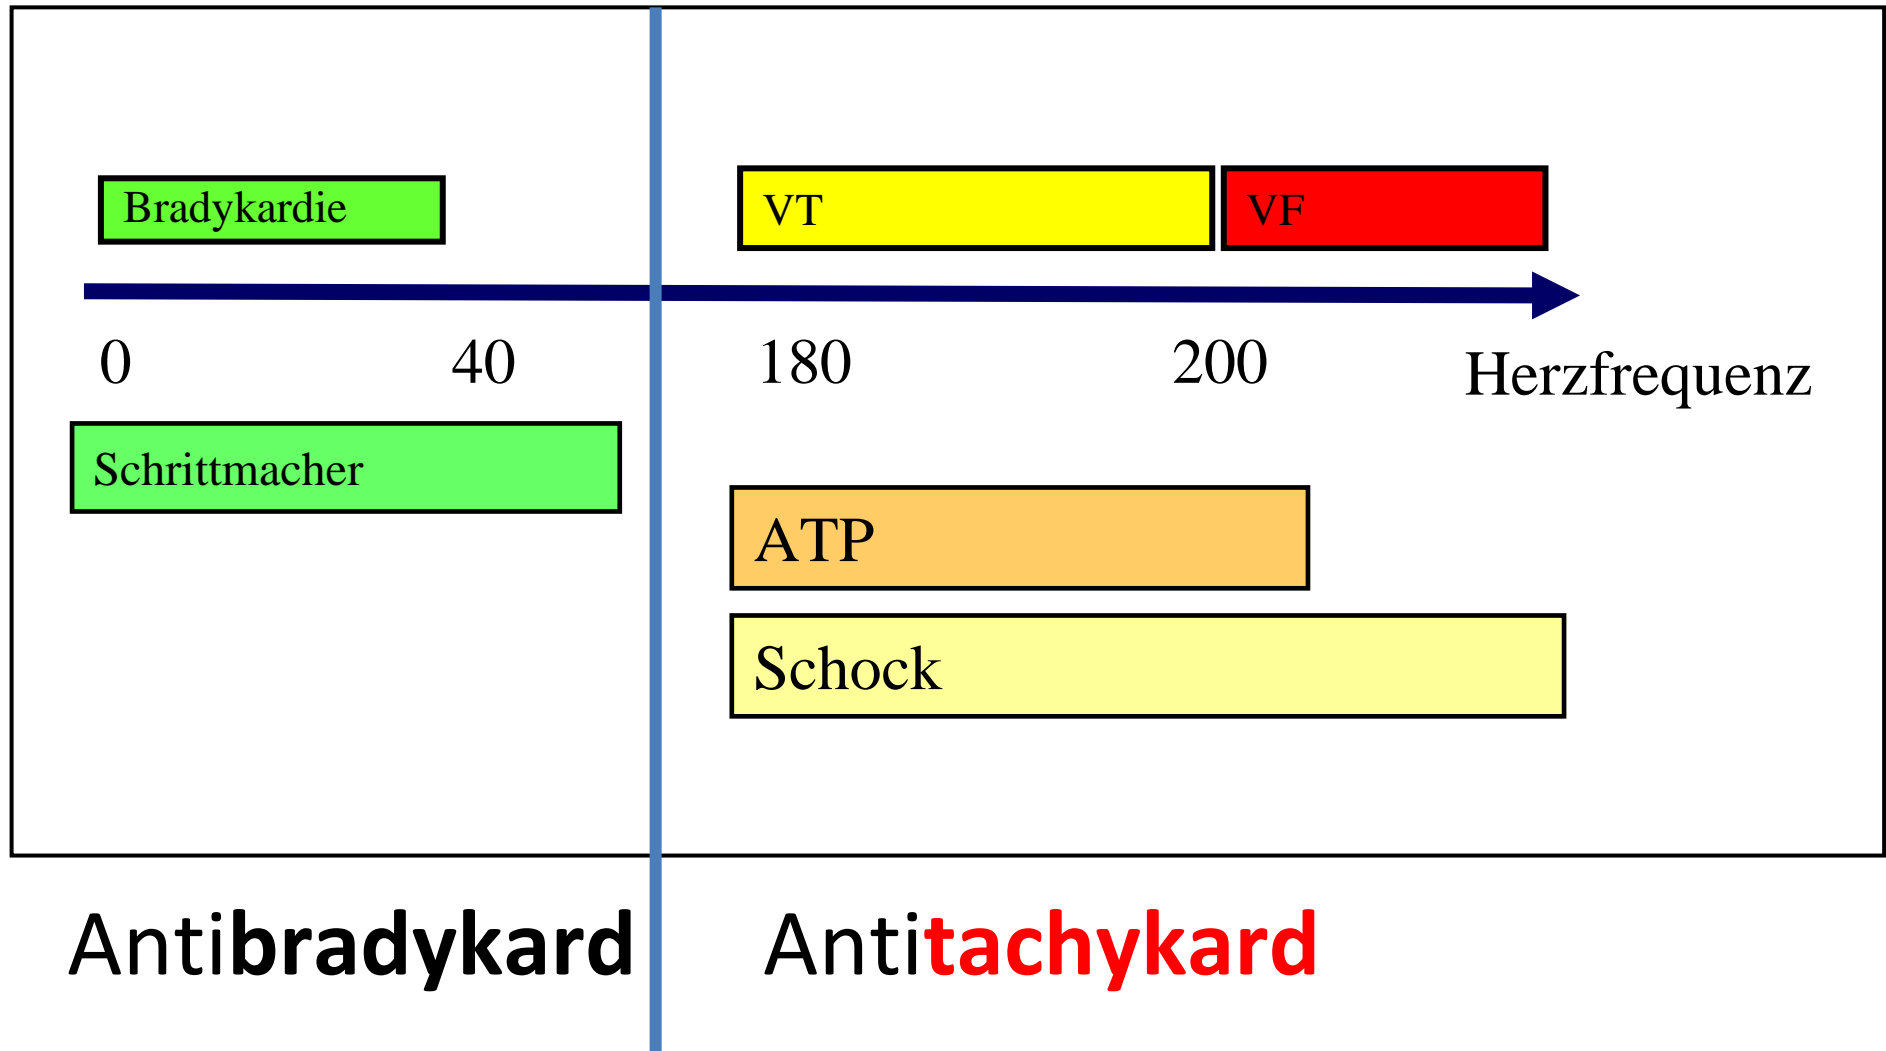 Bradykardie VT VF
0 40 180 200 Herzfrequenz
Schrittmacher
ATP
Schock
Antibradykard Antitachykard